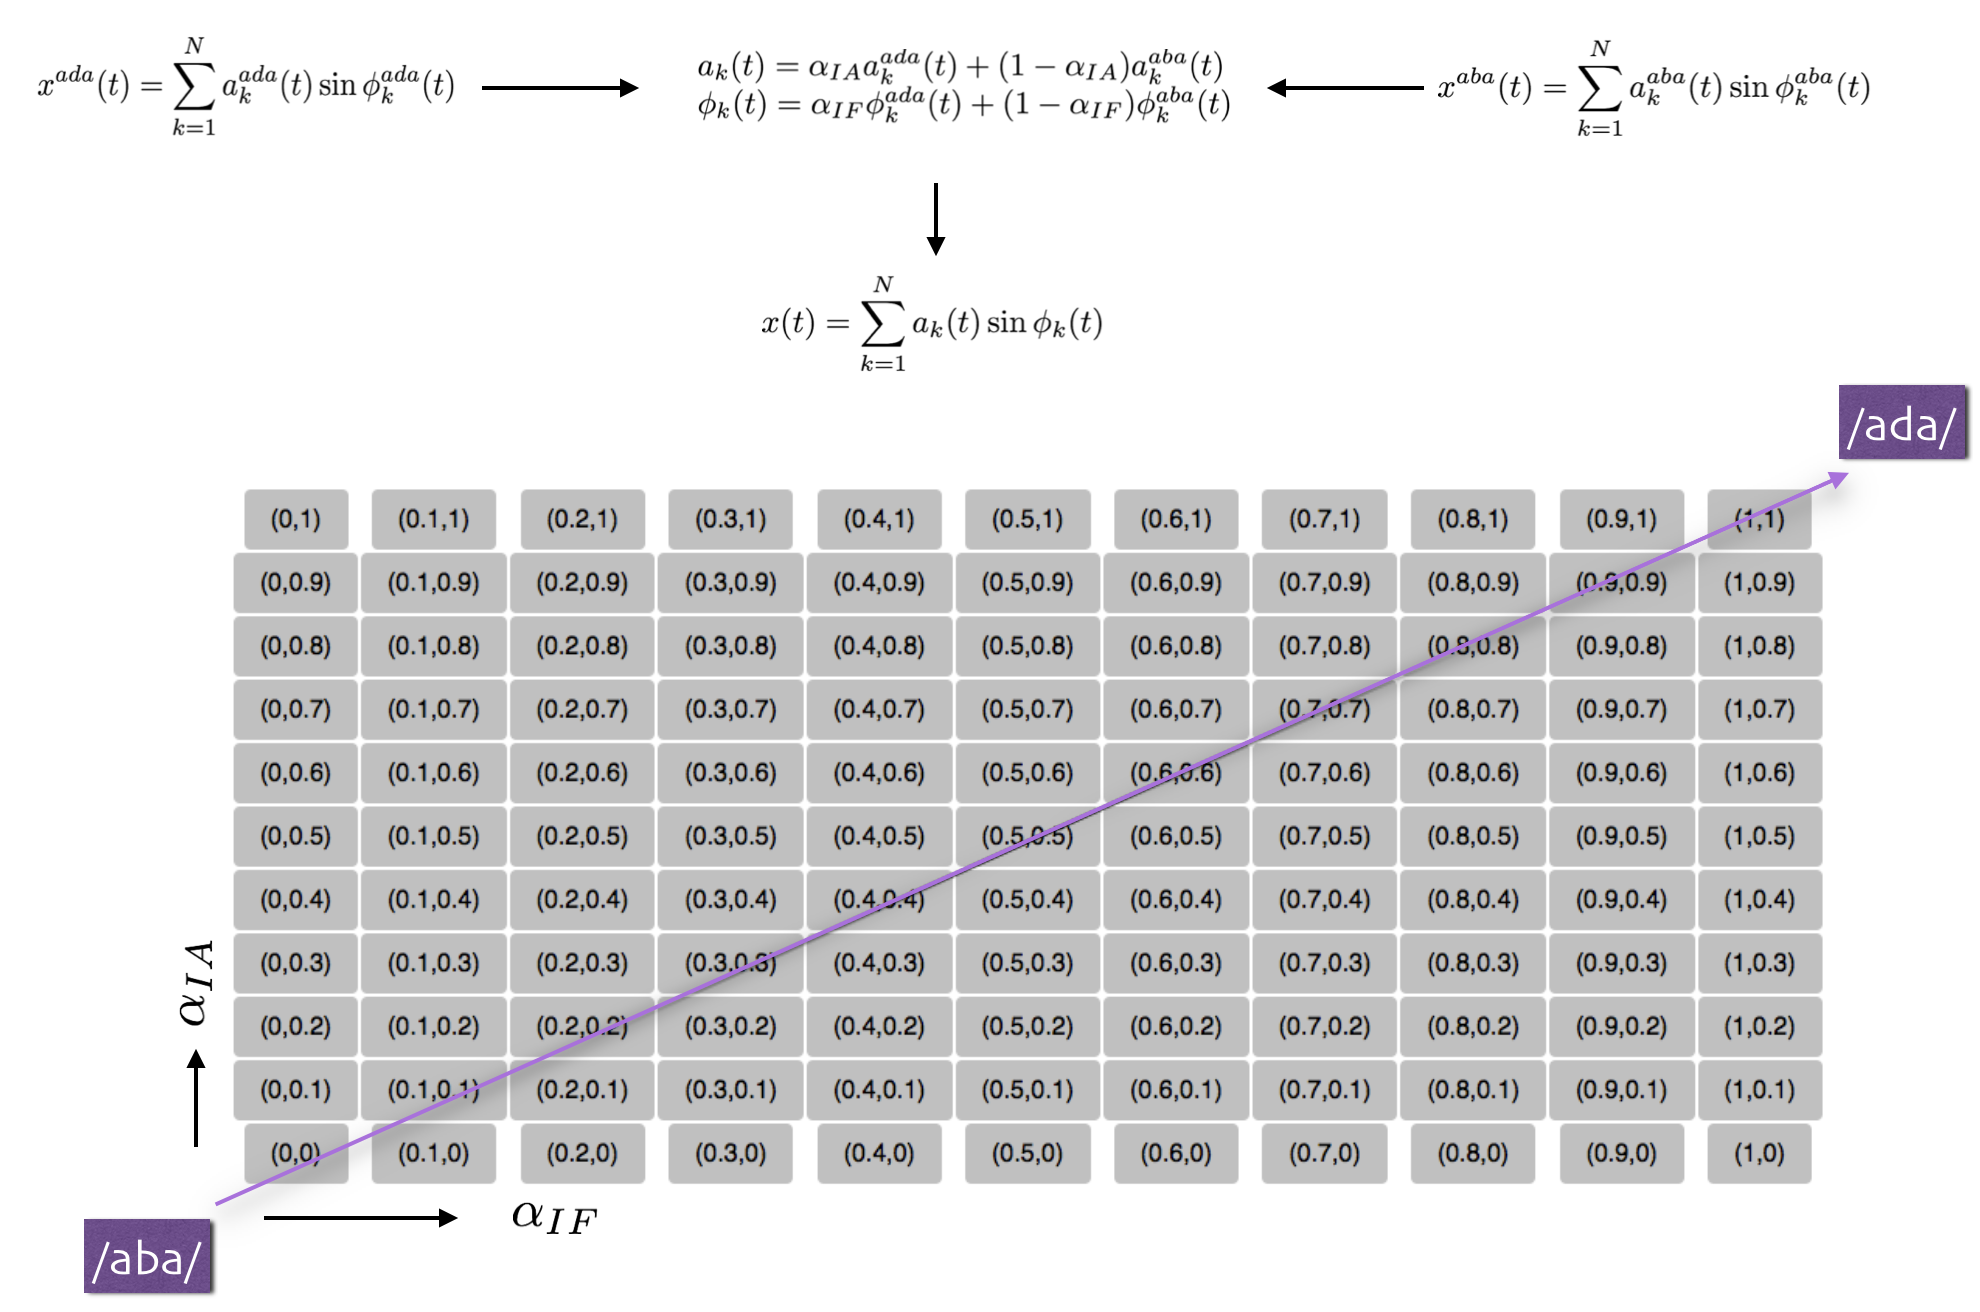 x^{ada}(t) = \sum_{k=1}^{N} a_k^{ada}(t) \sin \phi_k^{ada}(t)
a_k(t) = α_{IA} a_k^{ada}(t) + (1 − α_{IA}) a_k^{aba}(t)
ϕ_k(t) = α_{IF} ϕ_k^{ada}(t) + (1 − α_{IF}) ϕ_k^{aba}(t)
x^{aba}(t) = \sum_{k=1}^{N} a_k^{aba}(t) \sin \phi_k^{aba}(t)
x(t) = \sum_{k=1}^{N} a_k(t) \sin \phi_k(t)
/ada/
(0,1) (0.1,1) (0.2,1) (0.3,1) (0.4,1) (0.5,1) (0.6,1) (0.7,1) (0.8,1) (0.9,1) (1,1)
(0,0.9) (0.1,0.9) (0.2,0.9) (0.3,0.9) (0.4,0.9) (0.5,0.9) (0.6,0.9) (0.7,0.9) (0.8,0.9) (0.9,0.9) (1,0.9)
(0,0.8) (0.1,0.8) (0.2,0.8) (0.3,0.8) (0.4,0.8) (0.5,0.8) (0.6,0.8) (0.7,0.8) (0.8,0.8) (0.9,0.8) (1,0.8)
(0,0.7) (0.1,0.7) (0.2,0.7) (0.3,0.7) (0.4,0.7) (0.5,0.7) (0.6,0.7) (0.7,0.7) (0.8,0.7) (0.9,0.7) (1,0.7)
(0,0.6) (0.1,0.6) (0.2,0.6) (0.3,0.6) (0.4,0.6) (0.5,0.6) (0.6,0.6) (0.7,0.6) (0.8,0.6) (0.9,0.6) (1,0.6)
(0,0.5) (0.1,0.5) (0.2,0.5) (0.3,0.5) (0.4,0.5) (0.5,0.5) (0.6,0.5) (0.7,0.5) (0.8,0.5) (0.9,0.5) (1,0.5)
(0,0.4) (0.1,0.4) (0.2,0.4) (0.3,0.4) (0.4,0.4) (0.5,0.4) (0.6,0.4) (0.7,0.4) (0.8,0.4) (0.9,0.4) (1,0.4)
(0,0.3) (0.1,0.3) (0.2,0.3) (0.3,0.3) (0.4,0.3) (0.5,0.3) (0.6,0.3) (0.7,0.3) (0.8,0.3) (0.9,0.3) (1,0.3)
(0,0.2) (0.1,0.2) (0.2,0.2) (0.3,0.2) (0.4,0.2) (0.5,0.2) (0.6,0.2) (0.7,0.2) (0.8,0.2) (0.9,0.2) (1,0.2)
(0,0.1) (0.1,0.1) (0.2,0.1) (0.3,0.1) (0.4,0.1) (0.5,0.1) (0.6,0.1) (0.7,0.1) (0.8,0.1) (0.9,0.1) (1,0.1)
(0,0) (0.1,0) (0.2,0) (0.3,0) (0.4,0) (0.5,0) (0.6,0) (0.7,0) (0.8,0) (0.9,0) (1,0)
α_{IA}
α_{IF}
/aba/